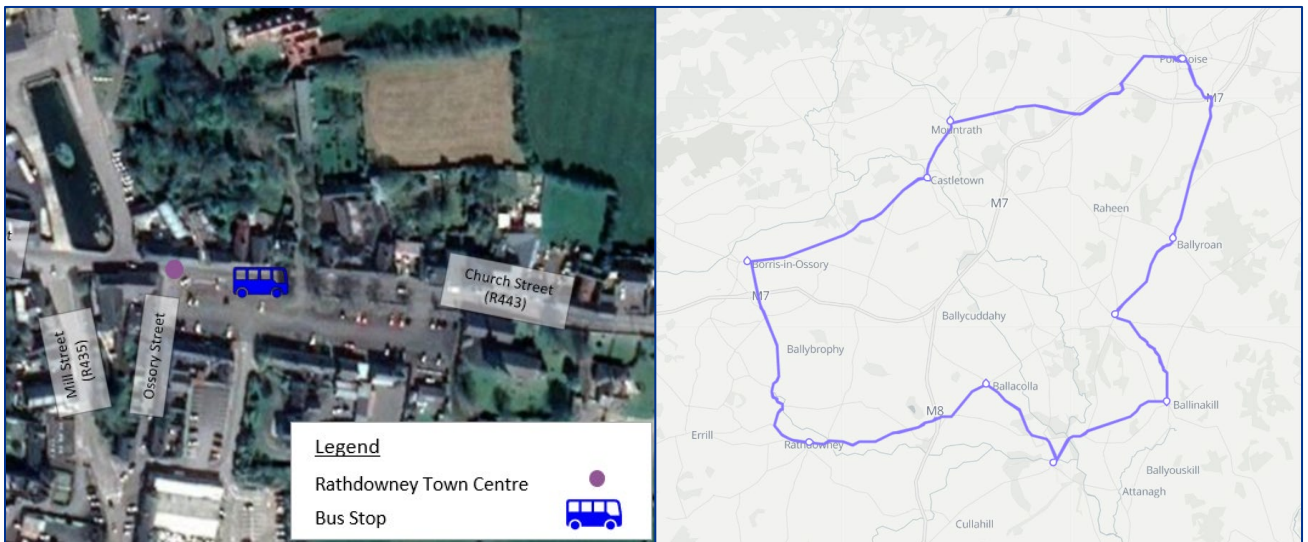 t
Mill Street
(R435)
Ossory Street
Church Street
(R443)
Legend
Rathdowney Town Centre
Bus Stop
M7
Mountrath
Castletown
M7
Raheen
Ballyroan
Borris-in-Ossory
M7
Ballycuddahy
Ballybrophy
Ballacolla
M8
Ballinakill
Errill
Rathdowney
Ballyouskill
Attanagh
Cullahill